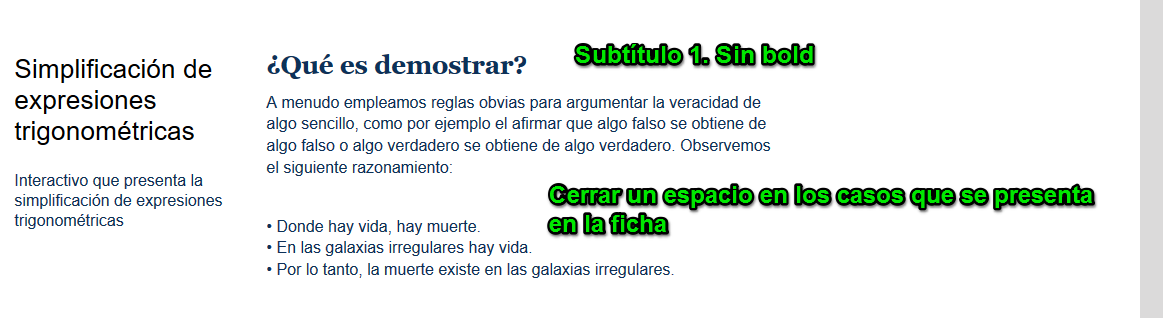 Simplificación de
expresiones
trigonométricas
Interactivo que presenta la
simplificación de expresiones
trigonométricas
¿Qué es demostrar?
Subtítulo 1. Sin bold
A menudo empleamos reglas obvias para argumentar la veracidad de
algo sencillo, como por ejemplo el afirmar que algo falso se obtiene de
algo falso o algo verdadero se obtiene de algo verdadero. Observemos
el siguiente razonamiento:
Cerrar un espacio en los casos que se presenta
en la ficha
• Donde hay vida, hay muerte.
• En las galaxias irregulares hay vida.
• Por lo tanto, la muerte existe en las galaxias irregulares.